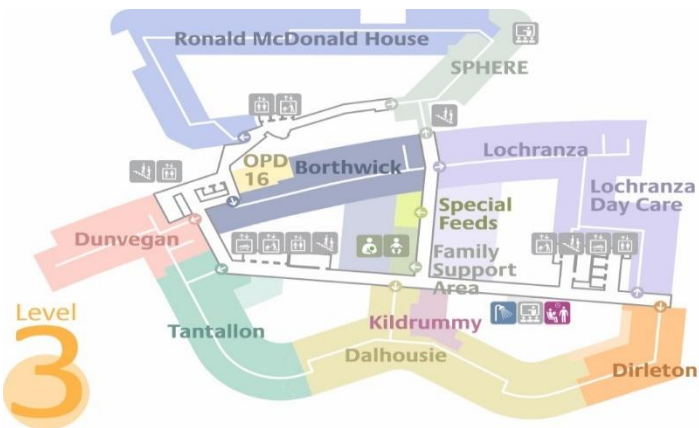 Ronald McDonald House
SPHERE
OPD
16
Borthwick
Lochranza
Lochranza
Day Care
Special
Feeds
Dunvegan
Family
Support
Area
Level
3
Tantallon
Kildrummy
Dalhousie
Dirleton